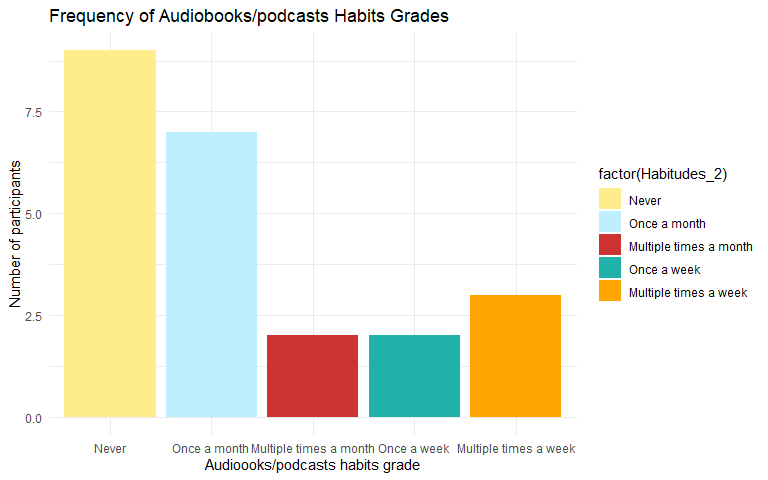 Frequency of Audiobooks/podcasts Habits Grades
Number of participants
7.5
5.0
2.5
0.0
Never Once a month Multiple times a month Once a week Multiple times a week
Audioooks/podcasts habits grade
factor(Habitudes_2)
Never
Once a month
Multiple times a month
Once a week
Multiple times a week